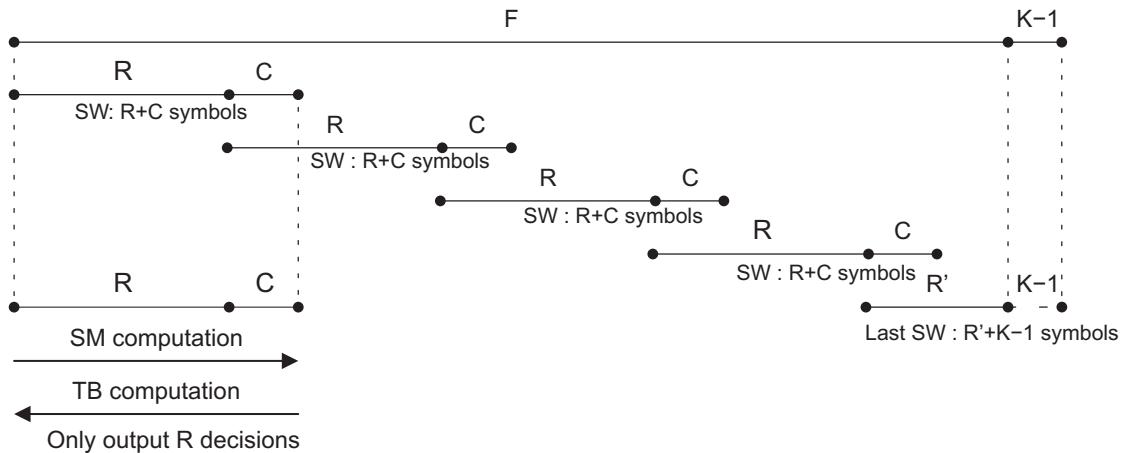 F K−1
R C
SW: R+C symbols
R C
SW : R+C symbols
R C
SW : R+C symbols
R C
SW : R+C symbols
R C R’ K−1
Last SW : R’+K−1 symbols
SM computation
TB computation
Only output R decisions